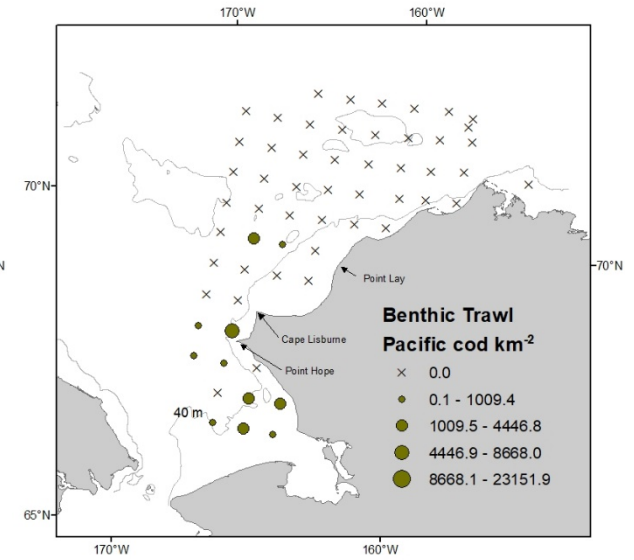 170°W 160°W
70°N
N
70°N
Point Lay
Benthic Trawl
Pacific cod km-2
Cape Lisburne
0.0
Point Hope
0.1 - 1009.4
40 m
1009.5 - 4446.8
4446.9 - 8668.0
8668.1 - 23151.9
65°N
170°W 160°W